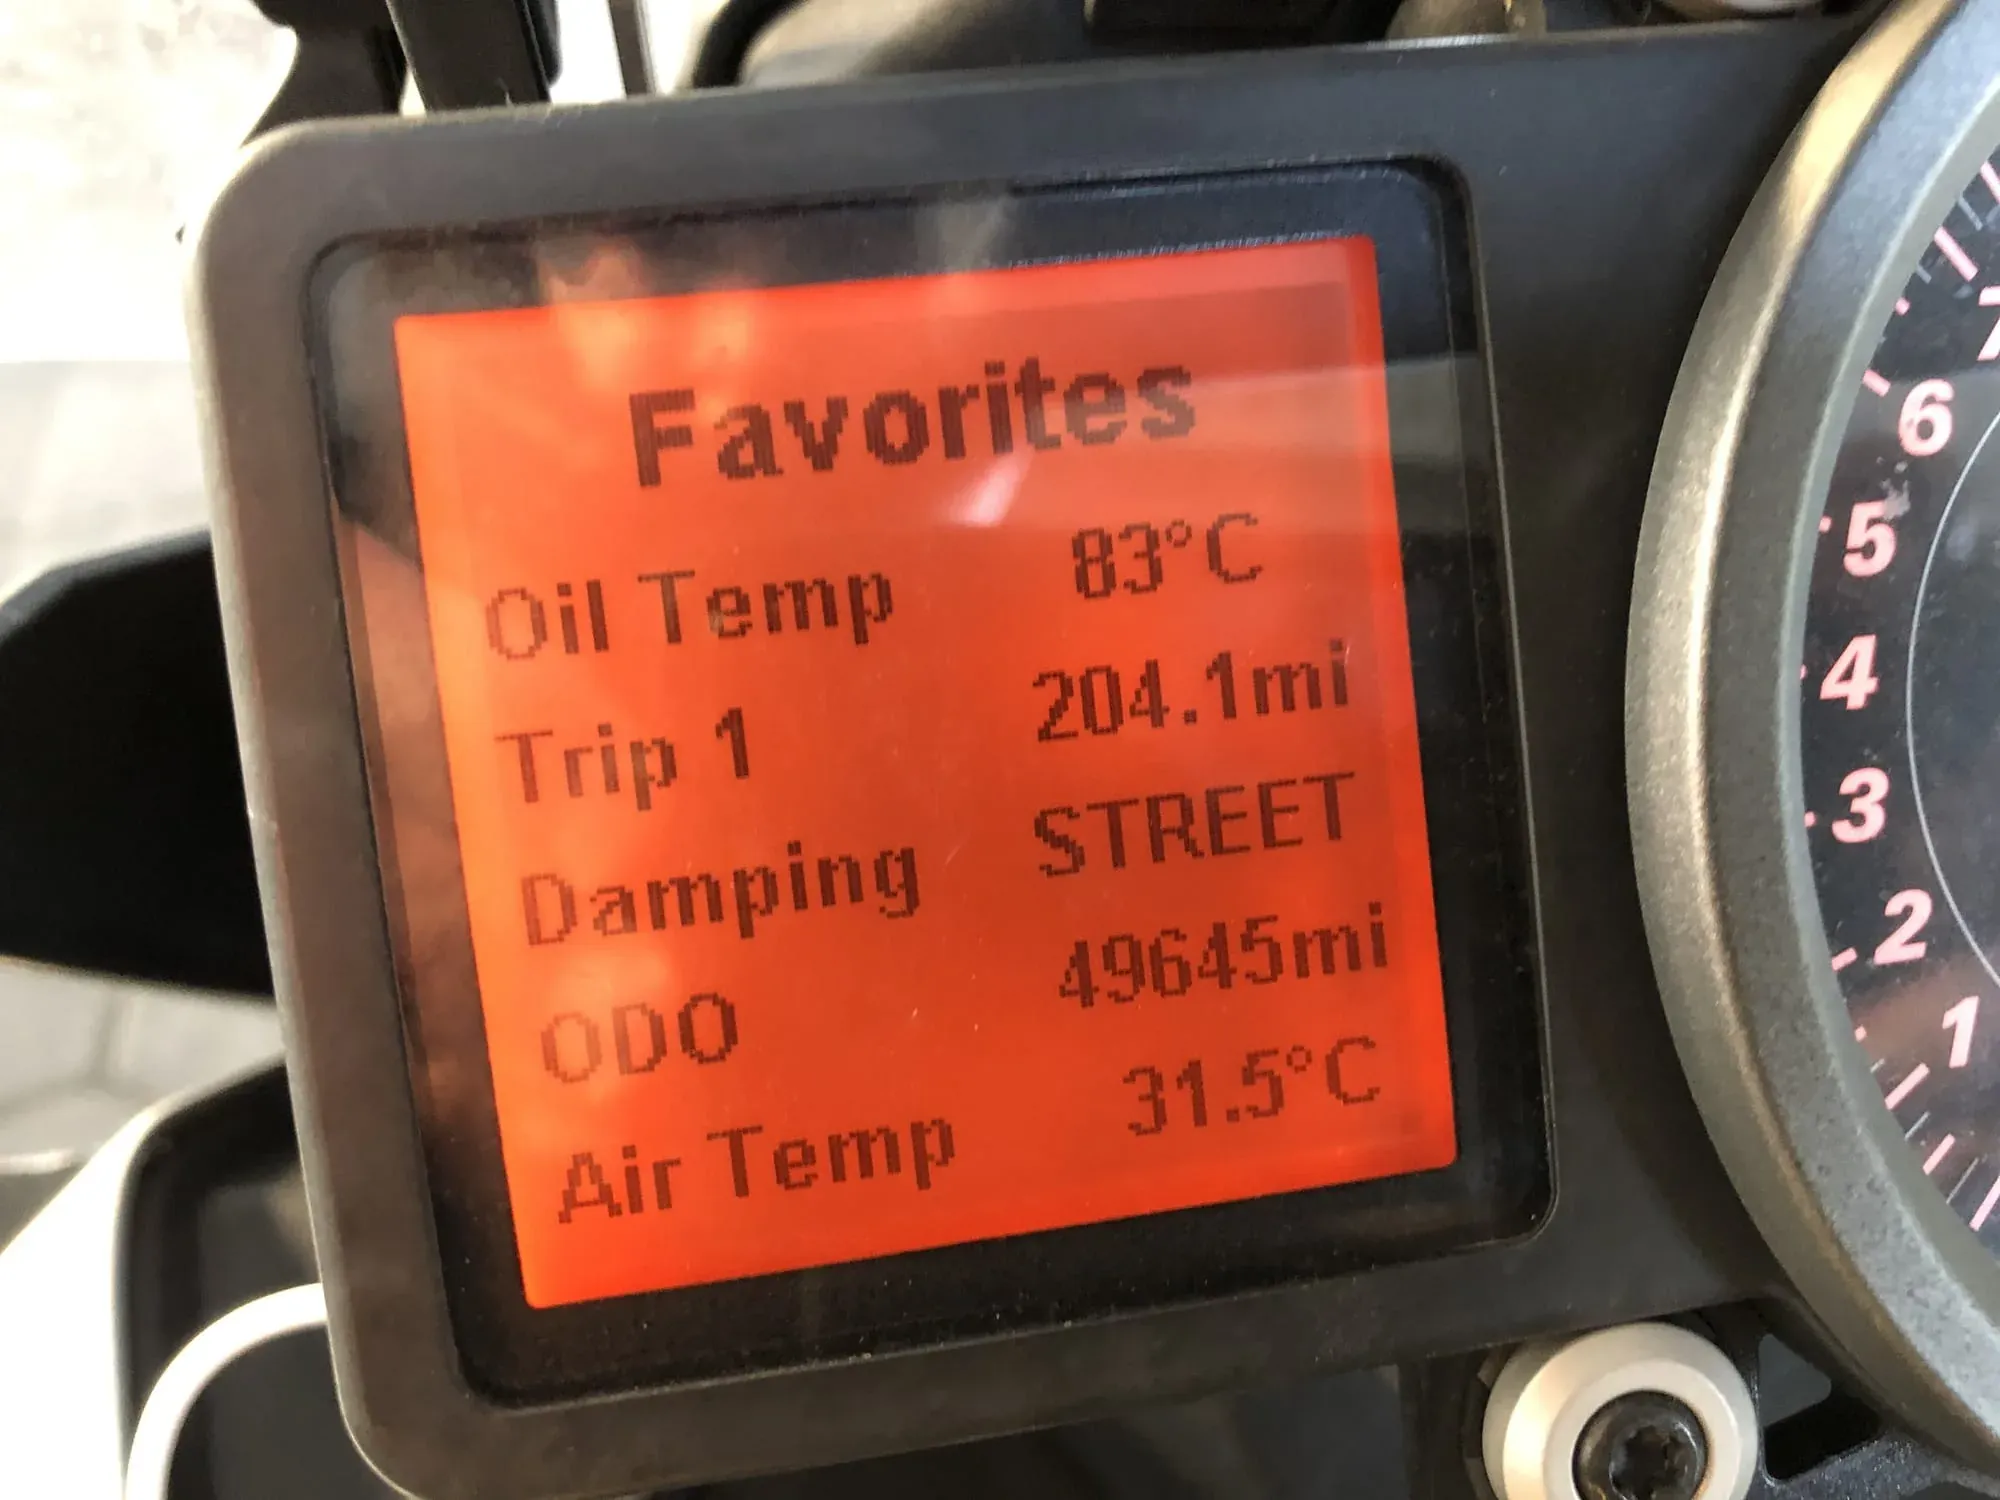 Favorites
Oil Temp 83°C
Trip 1 204.1mi
Damping STREET
ODO 49645mi
Air Temp 31.5°C
7
6
5
4
3
2
1